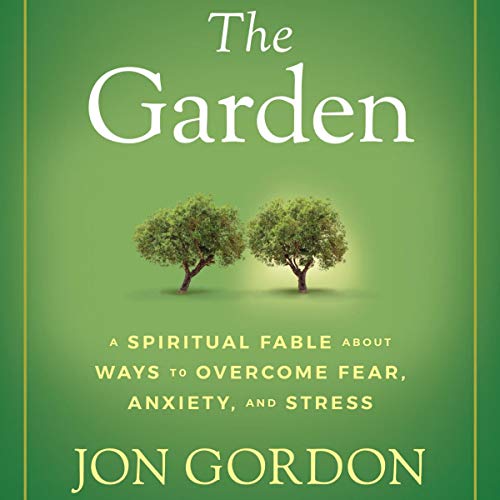 The
Garden
A SPIRITUAL FABLE ABOUT
WAYS TO OVERCOME FEAR,
ANXIETY, AND STRESS
JON GORDON